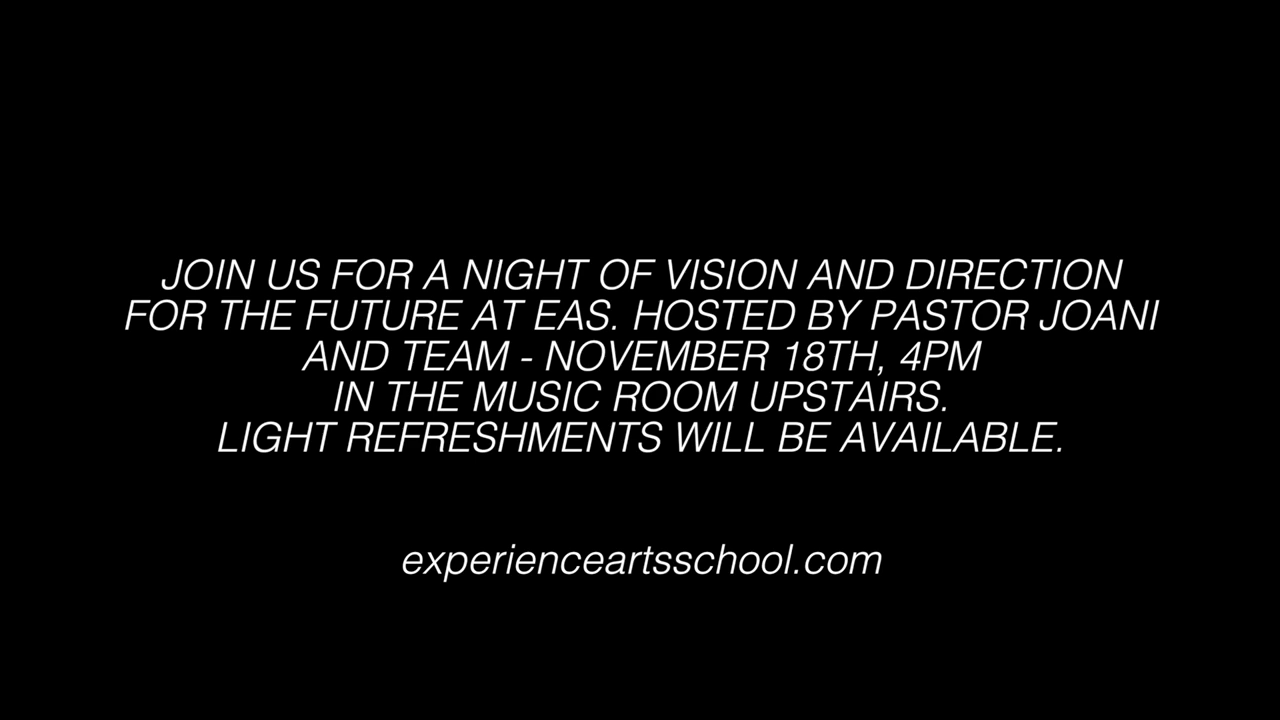 JOIN US FOR A NIGHT OF VISION AND DIRECTION
FOR THE FUTURE AT EAS. HOSTED BY PASTOR JOANI
AND TEAM - NOVEMBER 18TH, 4PM
IN THE MUSIC ROOM UPSTAIRS.
LIGHT REFRESHMENTS WILL BE AVAILABLE.
experienceartsschool.com